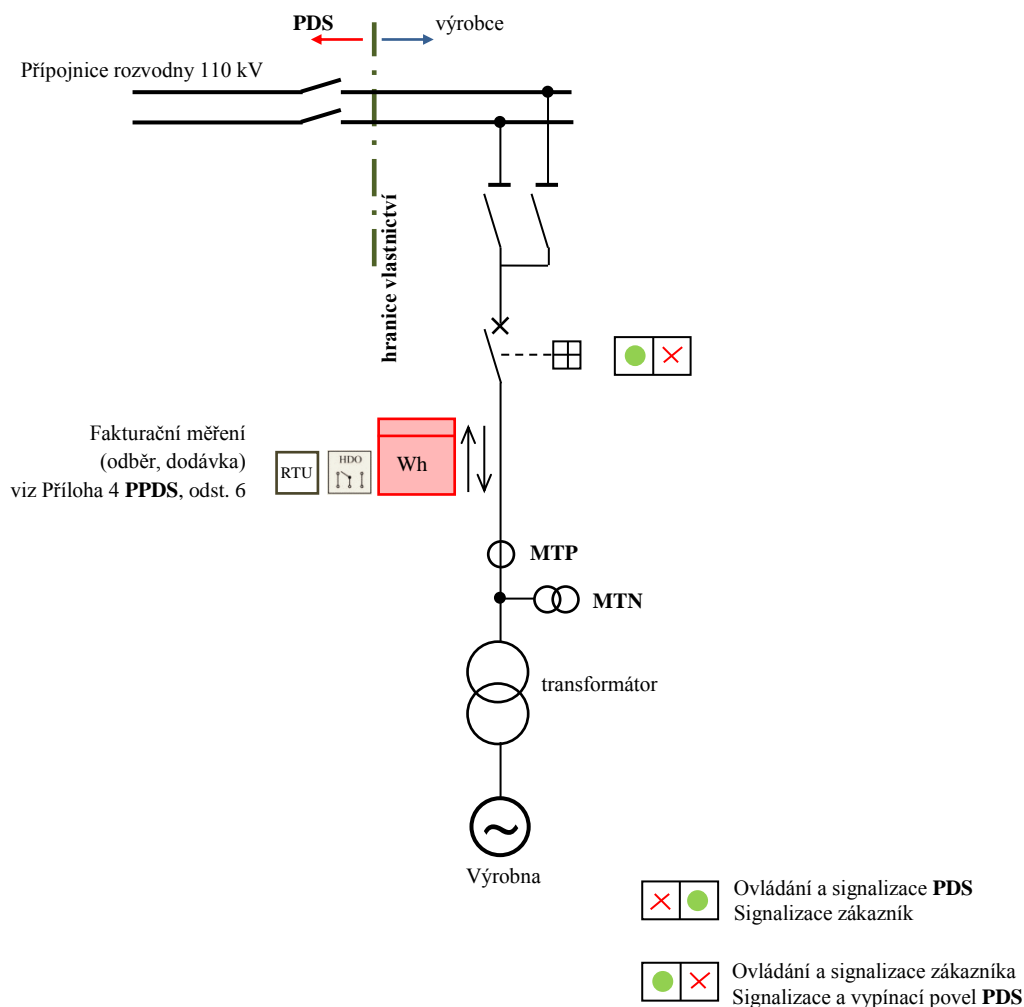 PDS
výrobce
Přípojnice rozvodny 110 kV
hranice vlastnictví
Fakturační měření
(odběr, dodávka)
viz Příloha 4 PPDS, odst. 6
RTU
HDO
Wh
MTP
MTN
transformátor
Výrobna
Ovládání a signalizace PDS
Signalizace zákazník
Ovládání a signalizace zákazníka
Signalizace a vypínací povel PDS